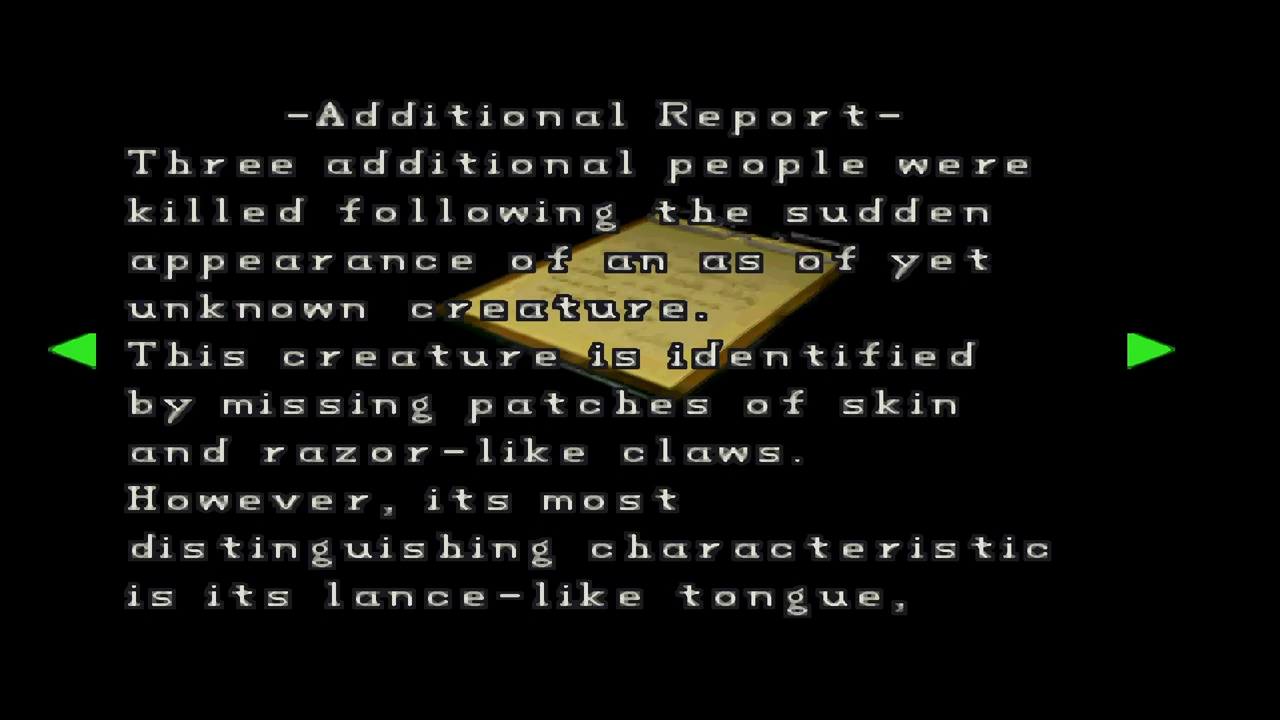 -Additional Report-
Three additional people were
killed following the sudden
appearance of an as of yet
unknown creature.
This creature is identified
by missing patches of skin
and razor-like claws.
However, its most
distinguishing characteristic
is its lance-like tongue,